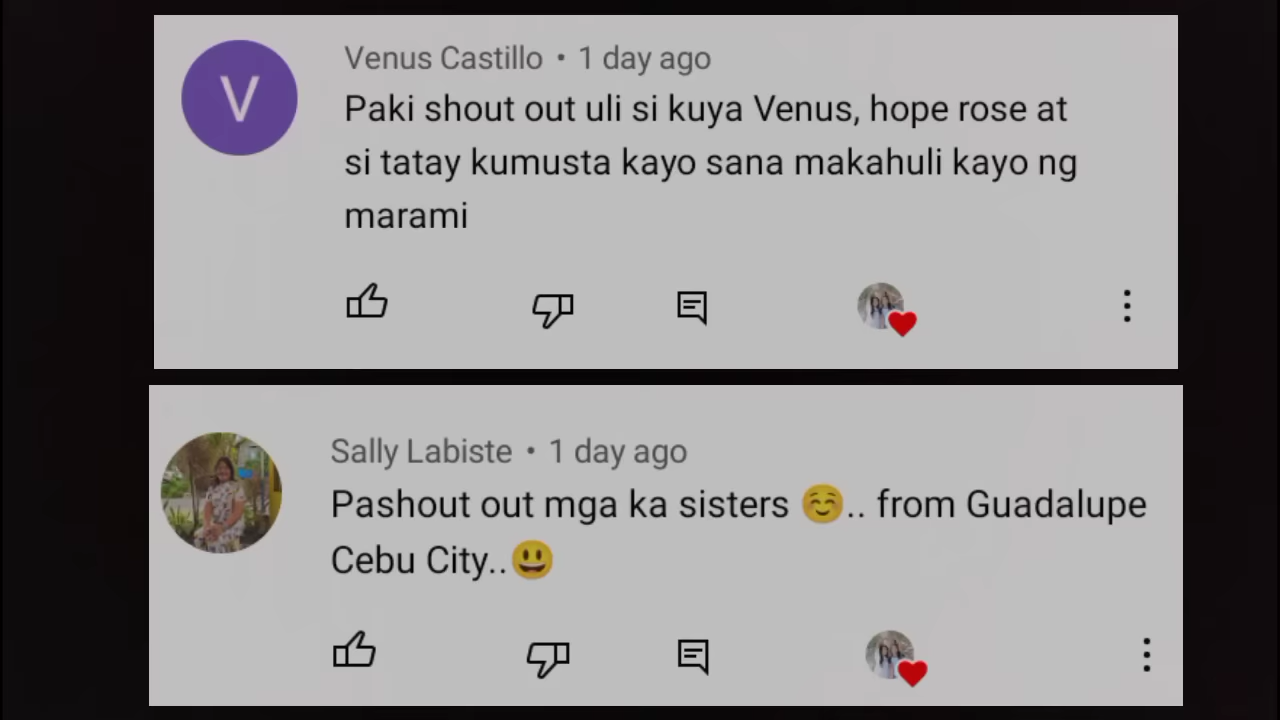 V
Venus Castillo • 1 day ago
Paki shout out uli si kuya Venus, hope rose at
si tatay kumusta kayo sana makahuli kayo ng
marami
Sally Labiste • 1 day ago
Pashout out mga ka sisters ☺️.. from Guadalupe
Cebu City..😃